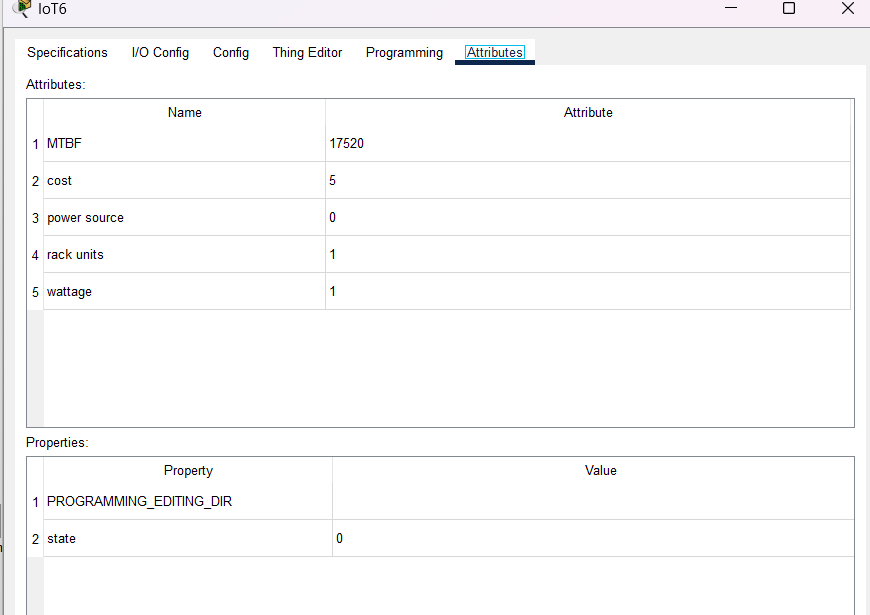 IoT6
Specifications I/O Config Config Thing Editor Programming Attributes
Attributes:
Name Attribute
1 MTBF 17520
2 cost 5
3 power source 0
4 rack units 1
5 wattage 1
Properties:
Property Value
1 PROGRAMMING_EDITING_DIR
2 state 0